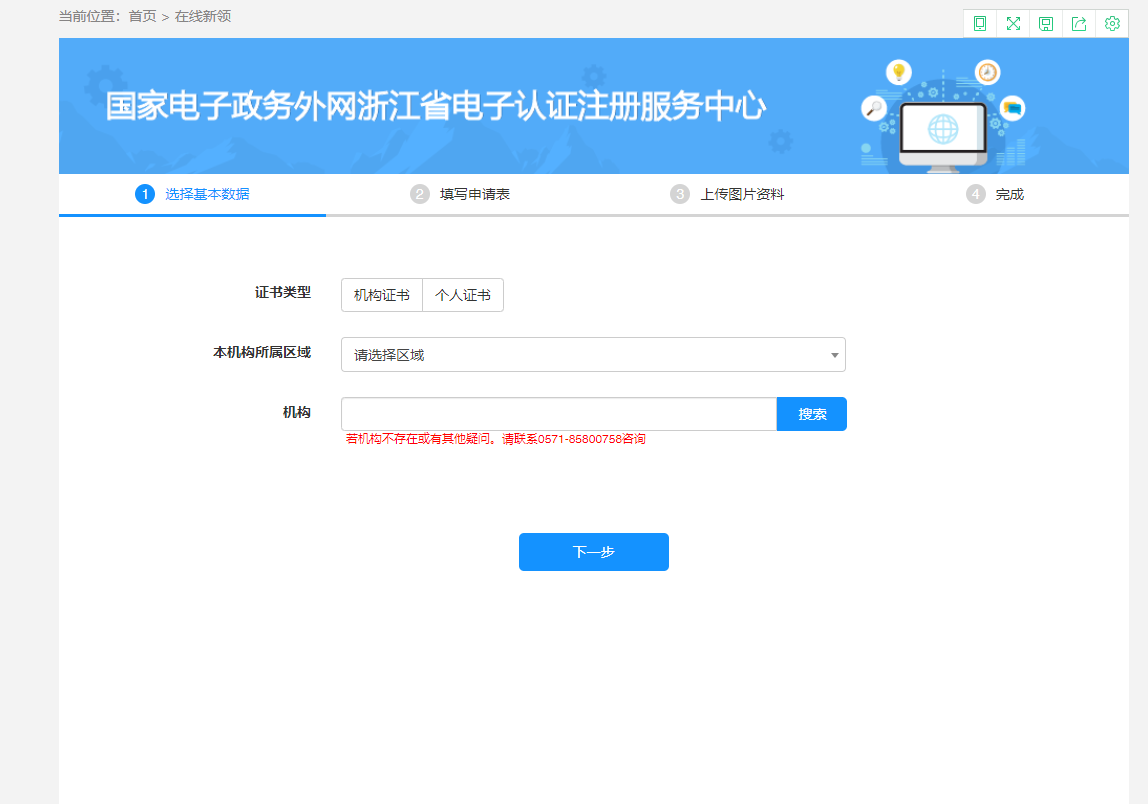 当前位置: 首页 > 在线新领
国家电子政务外网浙江省电子认证注册服务中心
1 选择基本数据 2 填写申请表 3 上传图片资料 4 完成
证书类型 机构证书 个人证书
本机构所属区域 请选择区域
机构 搜索
若机构不存在或有其他疑问。请联系0571-85800758咨询
下一步